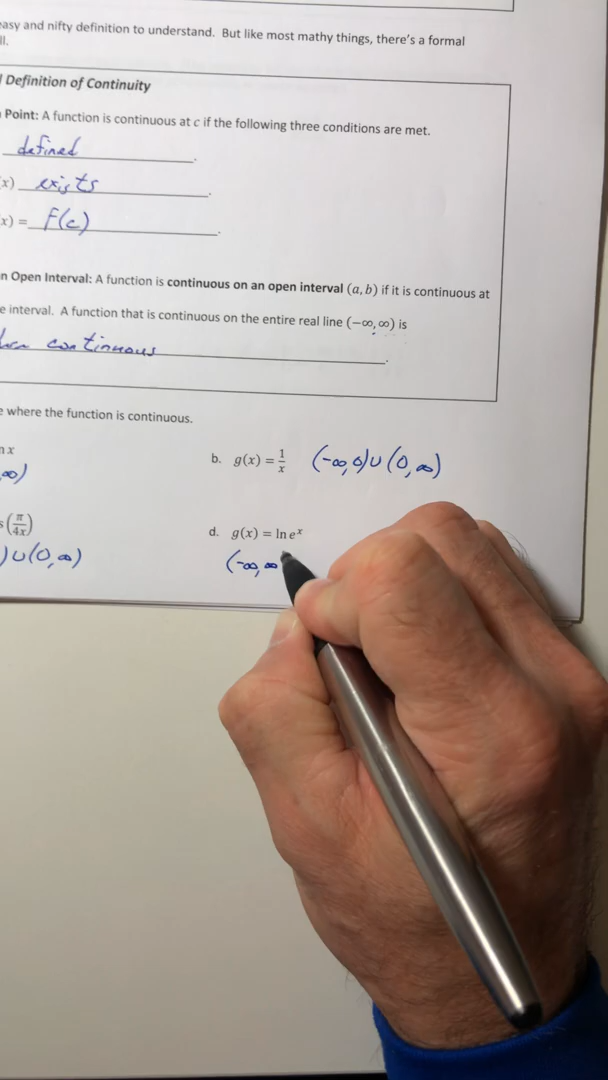 easy and nifty definition to understand. But like most mathy things, there's a formal
ll.
Definition of Continuity
Point: A function is continuous at c if the following three conditions are met.
defined.
x) exists.
x) = F(c).
n Open Interval: A function is continuous on an open interval (a, b) if it is continuous at
e interval. A function that is continuous on the entire real line (−∞, ∞) is
continuous.
e where the function is continuous.
n x
b. g(x) = 1/x (-∞, 0)∪(0, ∞)
∞)
s(π/4x)
d. g(x) = ln e^x
)∪(0, ∞)
(-∞, ∞